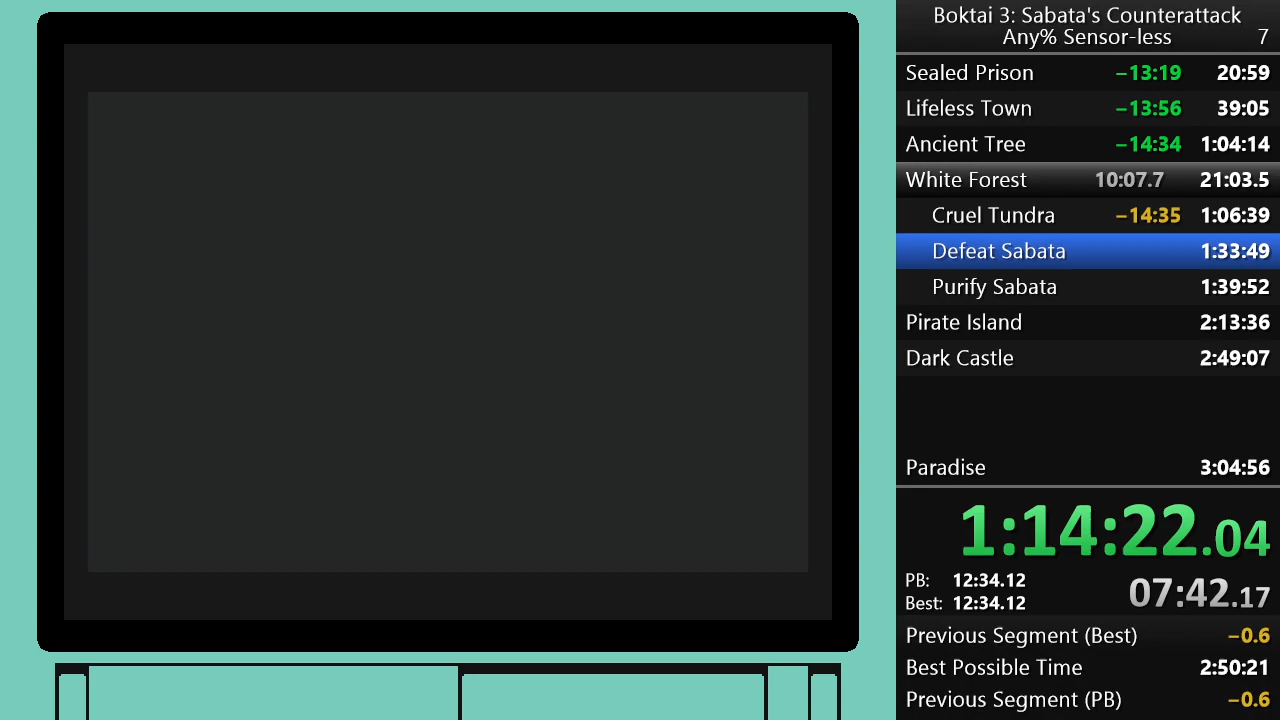 Boktai 3: Sabata's Counterattack
Any% Sensor-less 7
Sealed Prison −13:19 20:59
Lifeless Town −13:56 39:05
Ancient Tree −14:34 1:04:14
White Forest 10:07.7 21:03.5
Cruel Tundra −14:35 1:06:39
Defeat Sabata 1:33:49
Purify Sabata 1:39:52
Pirate Island 2:13:36
Dark Castle 2:49:07
Paradise 3:04:56
1:14:22.04
PB: 12:34.12
Best: 12:34.12
07:42.17
Previous Segment (Best) −0.6
Best Possible Time 2:50:21
Previous Segment (PB) −0.6